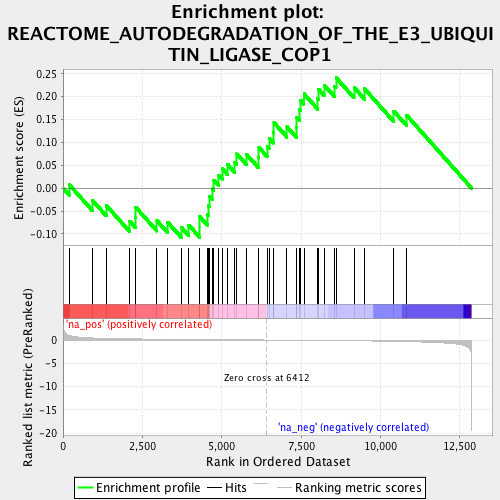 Enrichment plot:
REACTOME_AUTODEGRADATION_OF_THE_E3_UBIQUI
TIN_LIGASE_COP1
Enrichment score (ES)
0.25
0.20
0.15
0.10
0.05
0.00
-0.05
-0.10
'na_pos' (positively correlated)
Ranked list metric (PreRanked)
0
-5
-10
-15
-20
Zero cross at 6412
'na_neg' (negatively correlated)
0
2,500
5,000
7,500
10,000
12,500
Rank in Ordered Dataset
Enrichment profile
Hits
Ranking metric scores